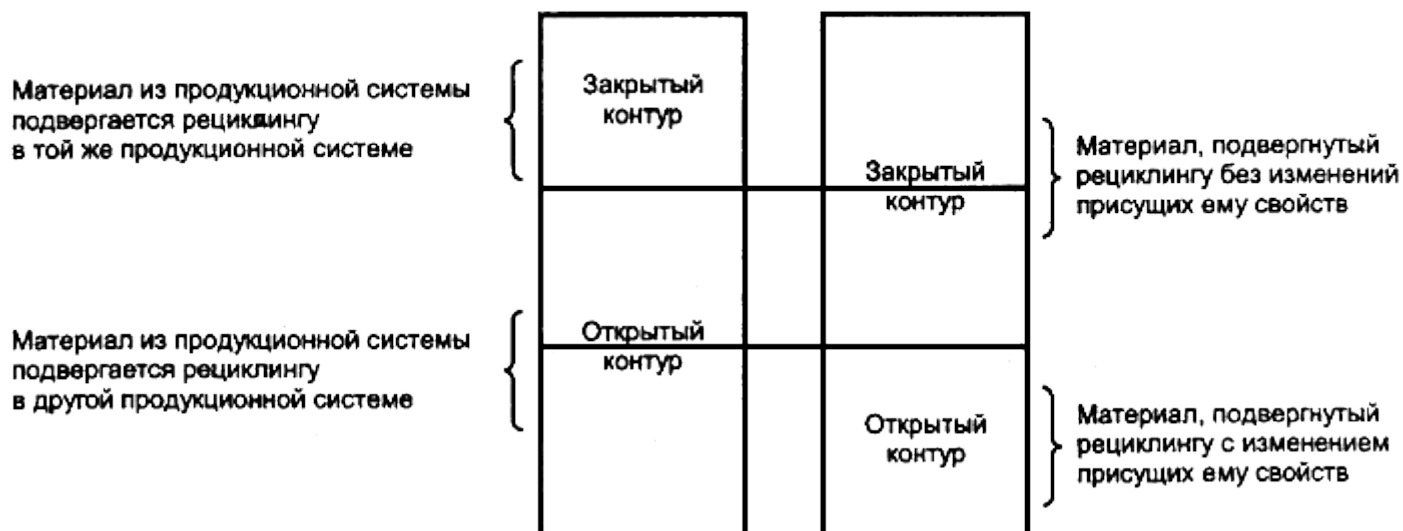 Материал из продукционной системы
подвергается рециклингу
в той же продукционной системе
Закрытый
контур
Закрытый
контур
Материал, подвергнутый
рециклингу без изменений
присущих ему свойств
Материал из продукционной системы
подвергается рециклингу
в другой продукционной системе
Открытый
контур
Открытый
контур
Материал, подвергнутый
рециклингу с изменением
присущих ему свойств